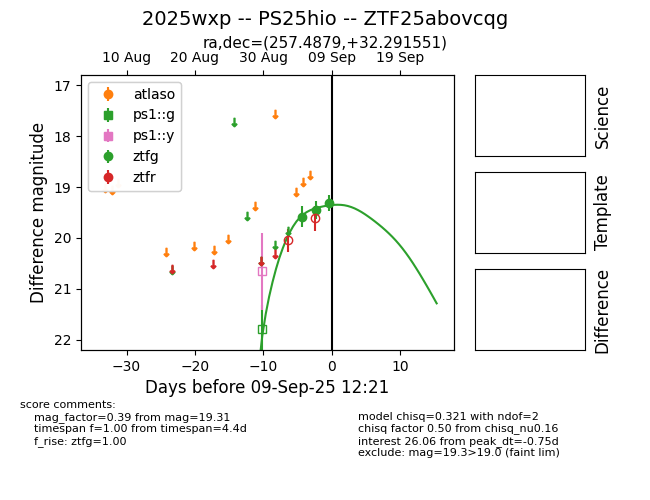 2025wxp -- PS25hio -- ZTF25abovcqg
ra,dec=(257.4879,+32.291551)
10 Aug 20 Aug 30 Aug 09 Sep 19 Sep
17
18
19
20
21
22
Difference magnitude
atlaso
ps1::g
ps1::y
ztfg
ztfr
−30 −20 −10 0 10
Days before 09-Sep-25 12:21
Science
Template
Difference
score comments:
mag_factor=0.39 from mag=19.31
timespan f=1.00 from timespan=4.4d
f_rise: ztfg=1.00
model chisq=0.321 with ndof=2
chisq factor 0.50 from chisq_nu0.16
interest 26.06 from peak_dt=-0.75d
exclude: mag=19.3>19.0 (faint lim)